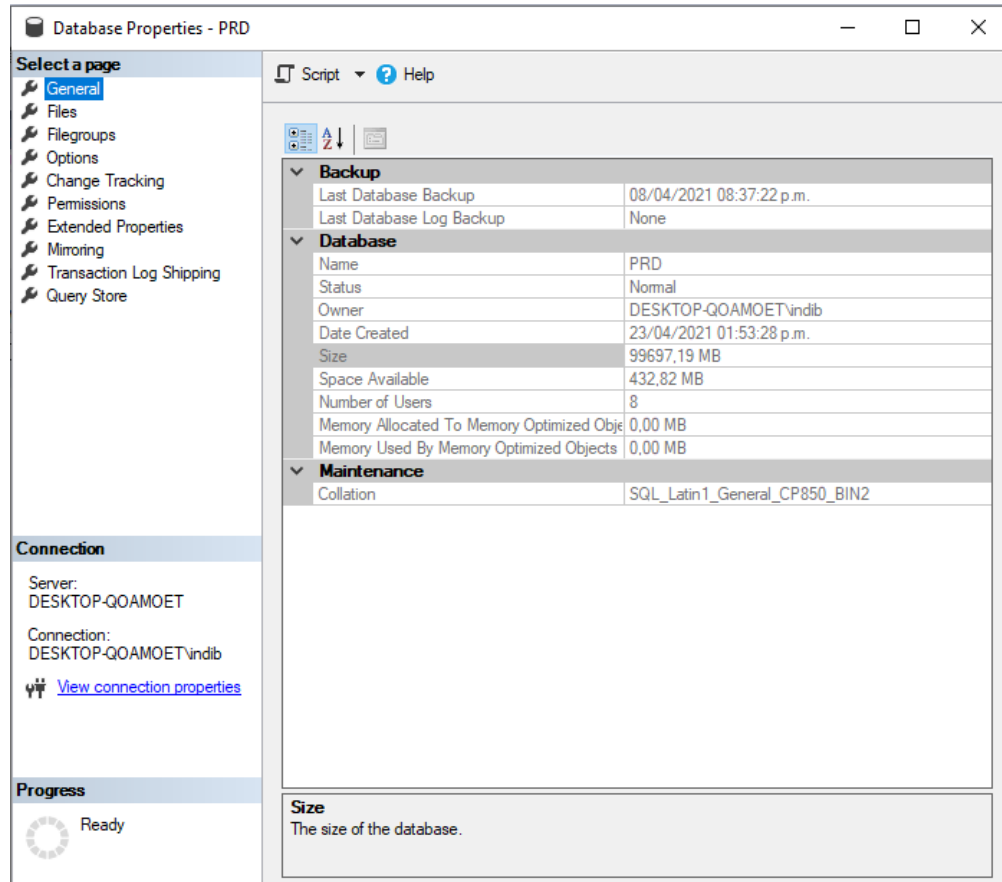 Database Properties - PRD
Select a page
General
Files
Filegroups
Options
Change Tracking
Permissions
Extended Properties
Mirroring
Transaction Log Shipping
Query Store
Connection
Server:
DESKTOP-QOAMOET
Connection:
DESKTOP-QOAMOET\indib
View connection properties
Progress
Ready
Script Help
Backup
Last Database Backup 08/04/2021 08:37:22 p.m.
Last Database Log Backup None
Database
Name PRD
Status Normal
Owner DESKTOP-QOAMOET\indib
Date Created 23/04/2021 01:53:28 p.m.
Size 99697,19 MB
Space Available 432,82 MB
Number of Users 8
Memory Allocated To Memory Optimized Obje 0,00 MB
Memory Used By Memory Optimized Objects 0,00 MB
Maintenance
Collation SQL_Latin1_General_CP850_BIN2
Size
The size of the database.